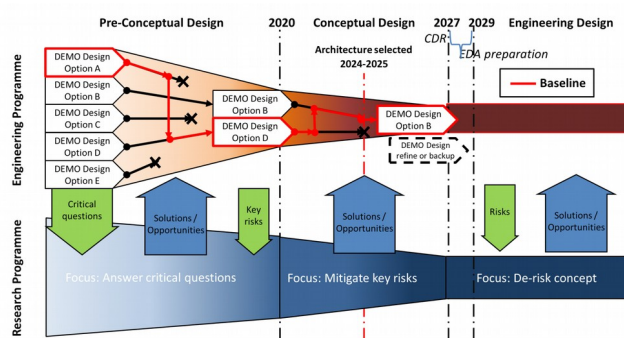 Pre-Conceptual Design
2020
Conceptual Design
2027
2029
Engineering Design
CDR
EDA preparation
Architecture selected
2024-2025
Baseline
Engineering Programme
DEMO Design
Option A
DEMO Design
Option B
DEMO Design
Option C
DEMO Design
Option D
DEMO Design
Option E
DEMO Design
Option B
DEMO Design
Option D
DEMO Design
Option B
DEMO Design
refine or backup
Critical
questions
Solutions /
Opportunities
Key
risks
Solutions /
Opportunities
Risks
Solutions /
Opportunities
Research Programme
Focus: Answer critical questions
Focus: Mitigate key risks
Focus: De-risk concept